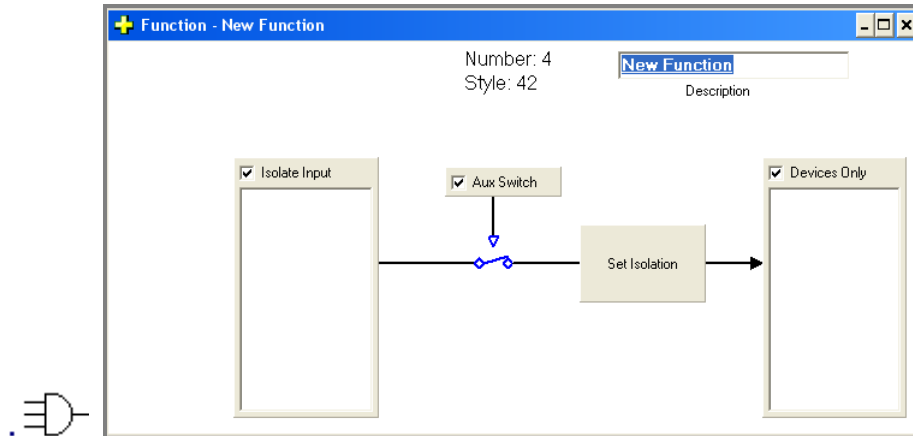 Function - New Function
Number: 4
Style: 42
New Function
Description
Isolate Input
Aux Switch
Devices Only
Set Isolation
.